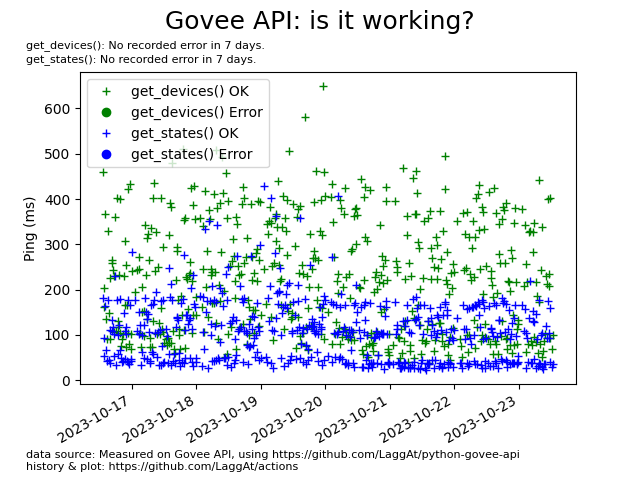 Govee API: is it working?
get_devices(): No recorded error in 7 days.
get_states(): No recorded error in 7 days.
get_devices() OK
get_devices() Error
get_states() OK
get_states() Error
Ping (ms)
600
500
400
300
200
100
0
2023-10-17
2023-10-18
2023-10-19
2023-10-20
2023-10-21
2023-10-22
2023-10-23
data source: Measured on Govee API, using https://github.com/LaggAt/python-govee-api
history & plot: https://github.com/LaggAt/actions